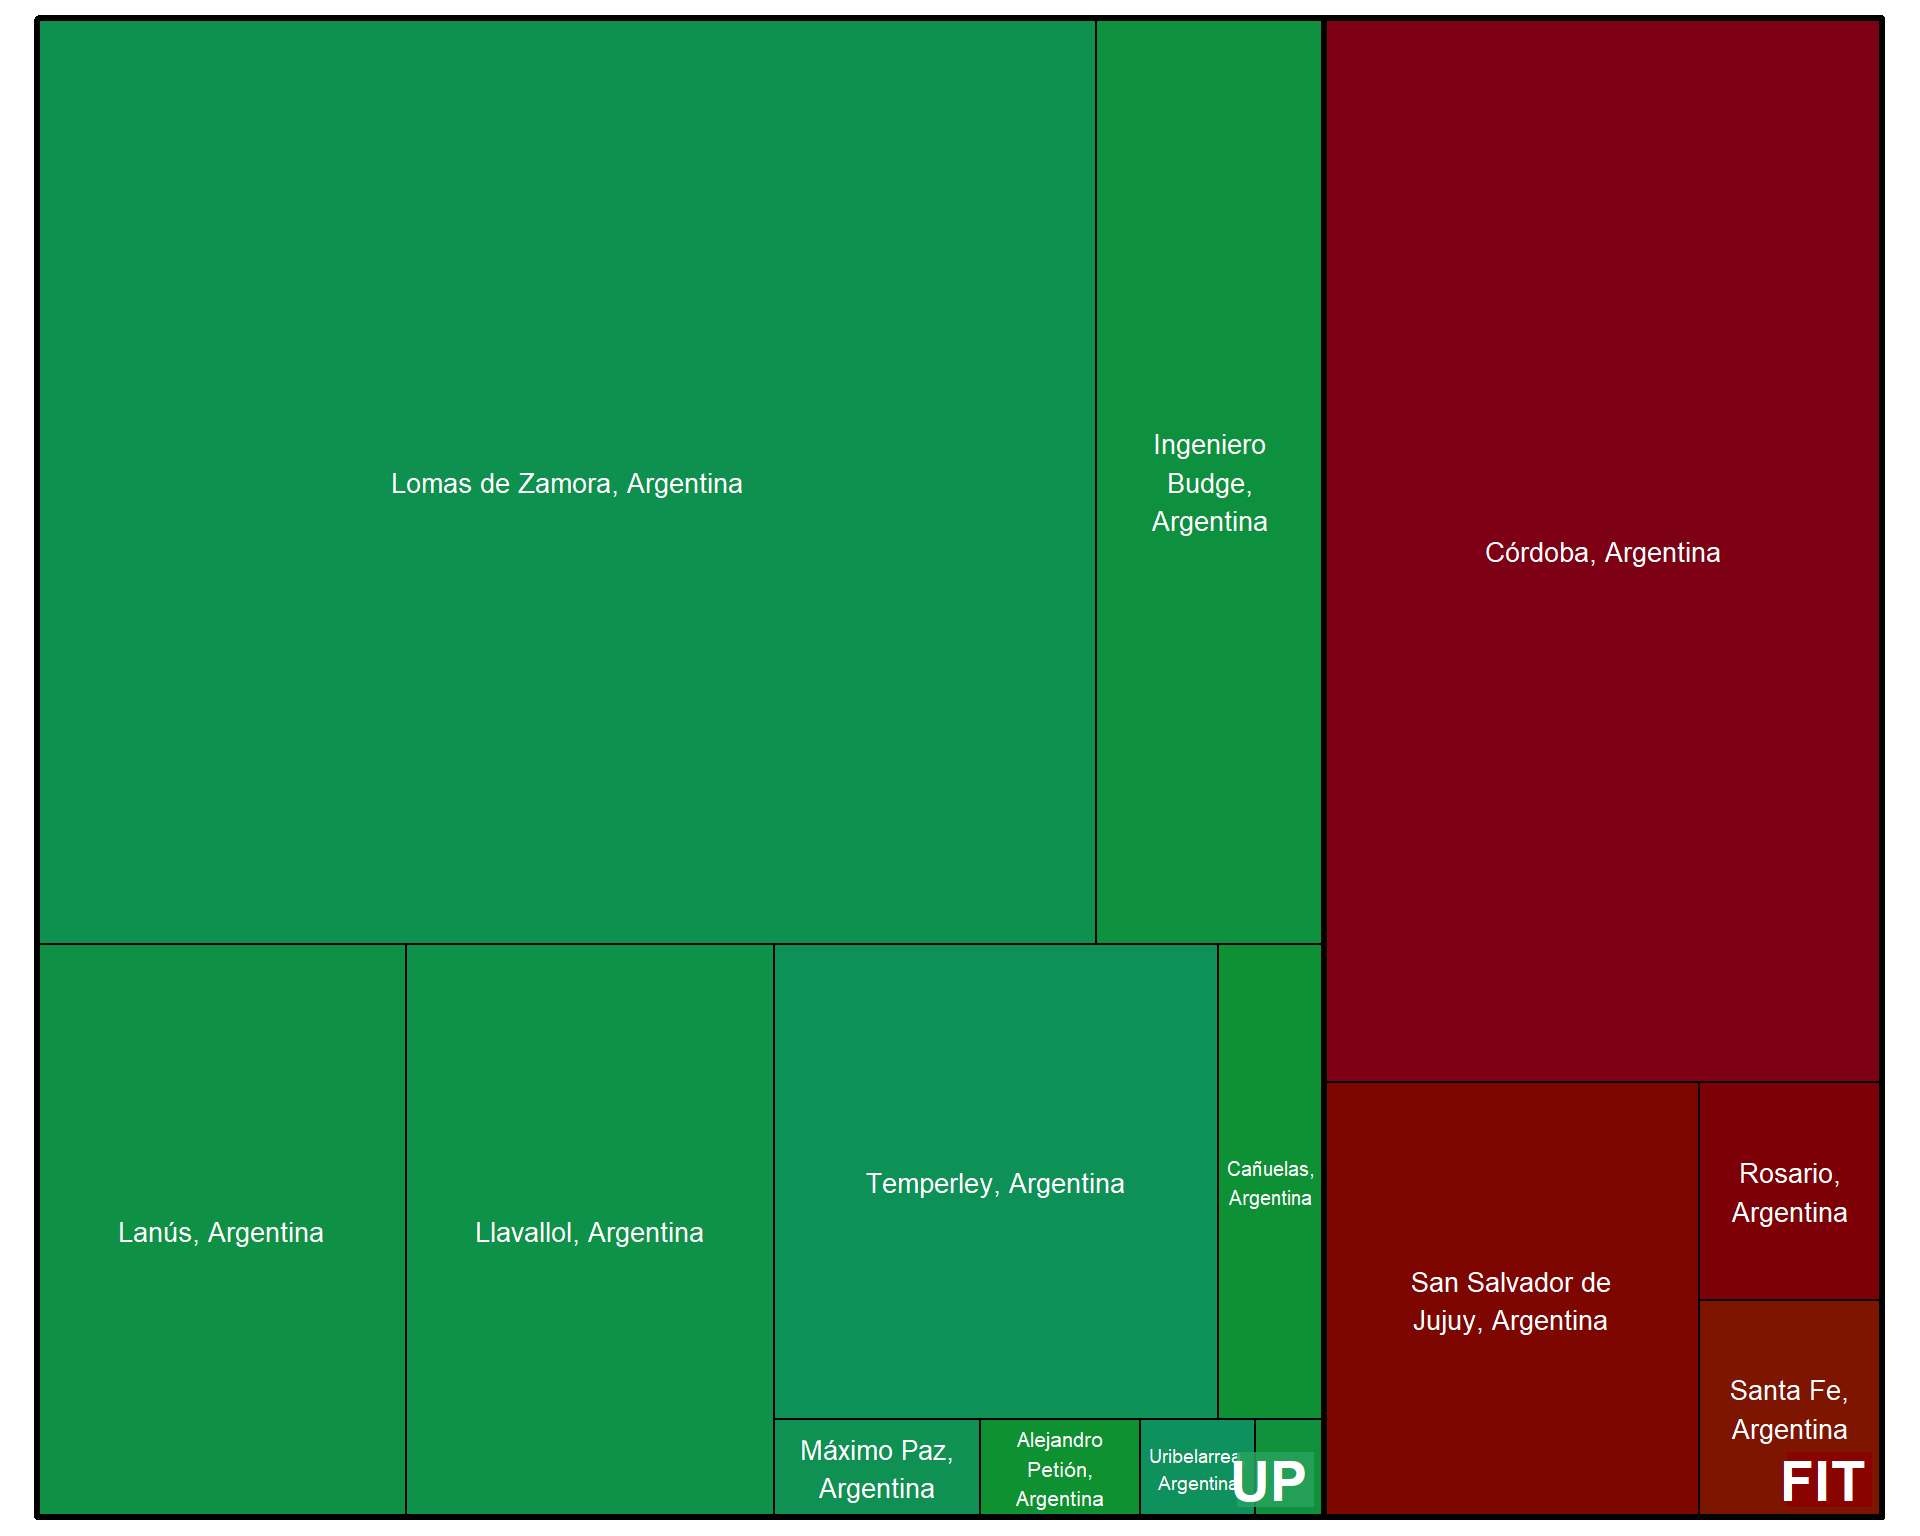 Lomas de Zamora, Argentina
Ingeniero
Budge,
Argentina
Córdoba, Argentina
Lanús, Argentina
Llavallol, Argentina
Temperley, Argentina
Cañuelas,
Argentina
Máximo Paz,
Argentina
Alejandro
Petión,
Argentina
Uribelarrea,
Argentina
UP
San Salvador de
Jujuy, Argentina
Rosario,
Argentina
Santa Fe,
Argentina
FIT